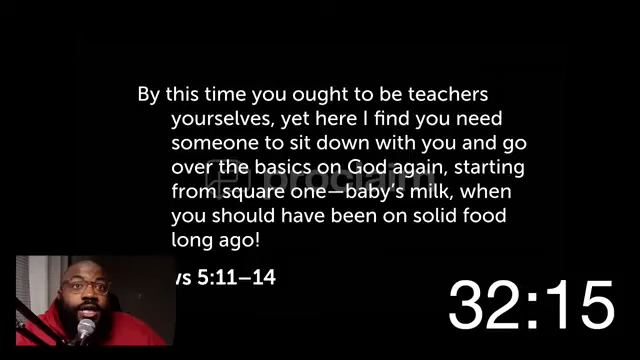 By this time you ought to be teachers
yourselves, yet here I find you need
someone to sit down with you and go
over the basics on God again, starting
from square one—baby's milk, when
you should have been on solid food
long ago!
proclaim
ws 5:11–14
32:15